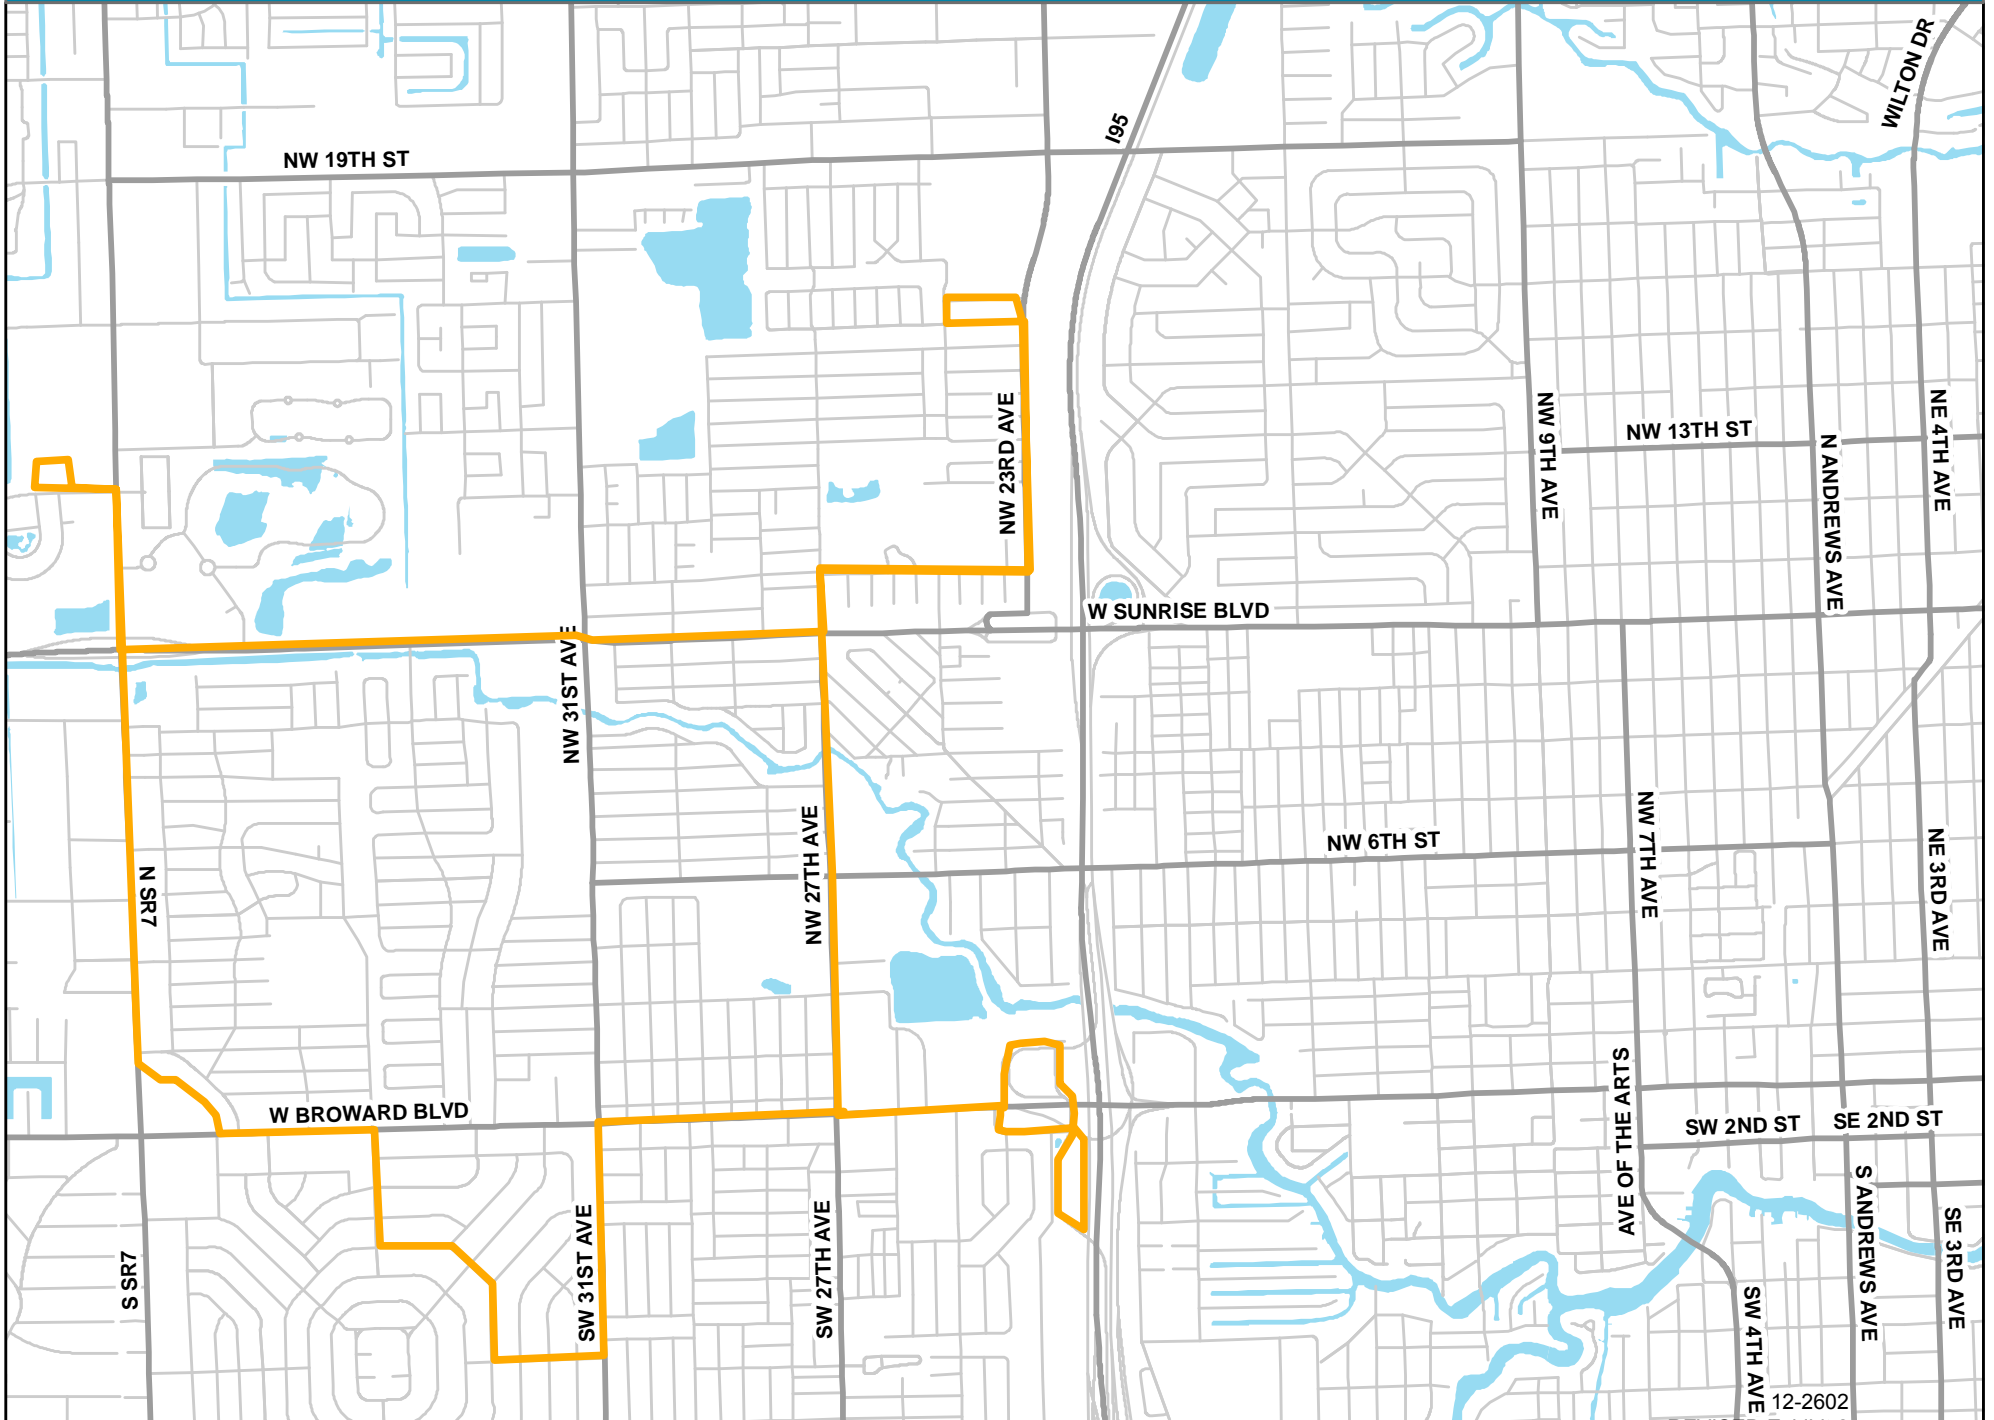 WILTON DR
I95
NW 19TH ST
NW 23RD AVE
NW 9TH AVE
NW 13TH ST
NE 4TH AVE
N ANDREWS AVE
W SUNRISE BLVD
NW 31ST AVE
NW 27TH AVE
NW 6TH ST
NW 7TH AVE
NE 3RD AVE
N SR7
W BROWARD BLVD
AVE OF THE ARTS
SW 2ND ST
SE 2ND ST
S SR7
SW 31ST AVE
SW 27TH AVE
S ANDREWS AVE
SE 3RD AVE
SW 4TH AVE
12-2602